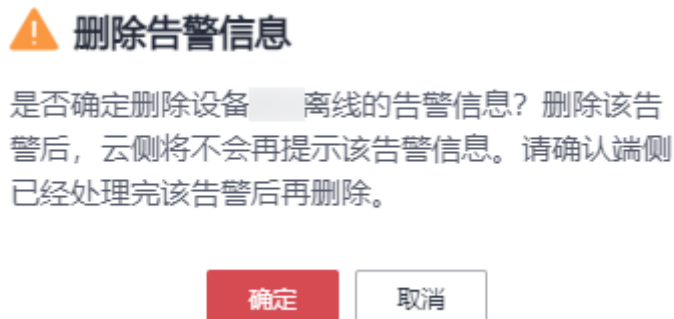 删除告警信息
是否确定删除设备 离线的告警信息？删除该告
警后，云侧将不会再提示该告警信息。请确认端侧
已经处理完该告警后再删除。
确定 取消